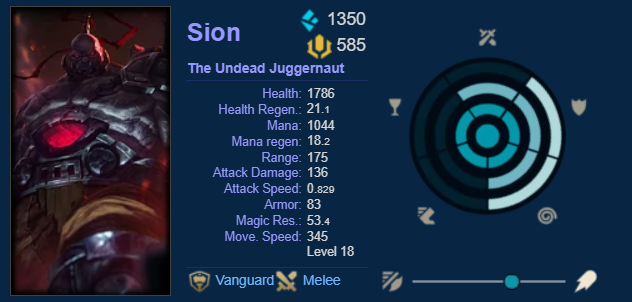 Sion
1350
585
The Undead Juggernaut
Health: 1786
Health Regen.: 21.1
Mana: 1044
Mana regen: 18.2
Range: 175
Attack Damage: 136
Attack Speed: 0.829
Armor: 83
Magic Res.: 53.4
Move. Speed: 345
Level 18
Vanguard Melee